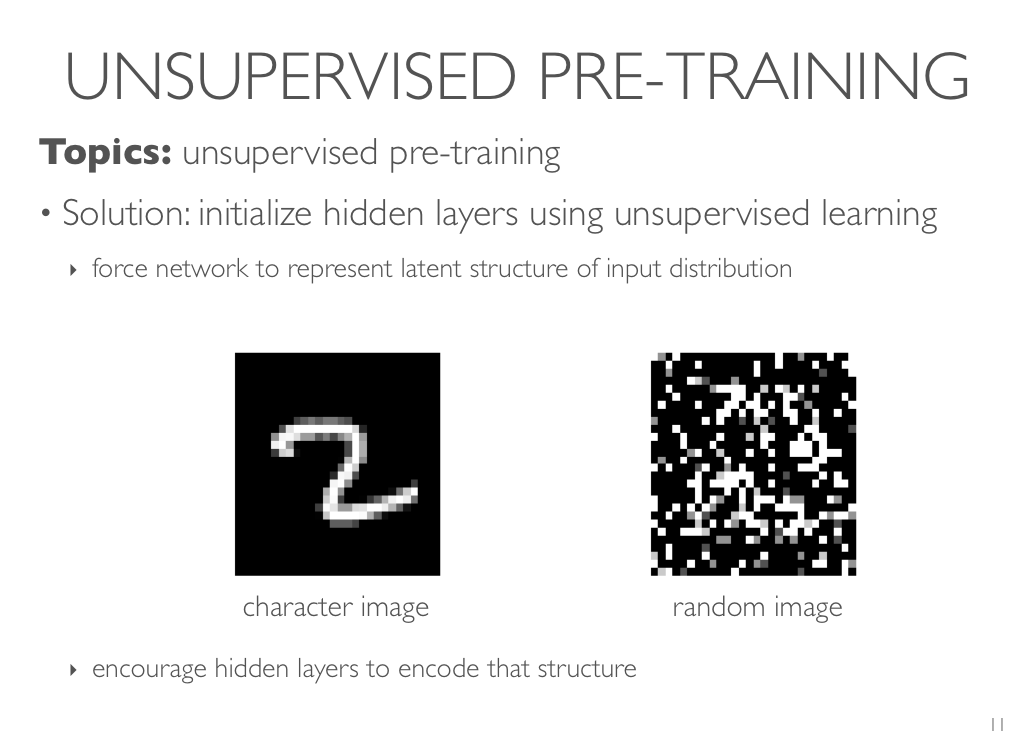 UNSUPERVISED PRE-TRAINING
Topics: unsupervised pre-training
• Solution: initialize hidden layers using unsupervised learning
‣ force network to represent latent structure of input distribution
2
character image
random image
‣ encourage hidden layers to encode that structure
11